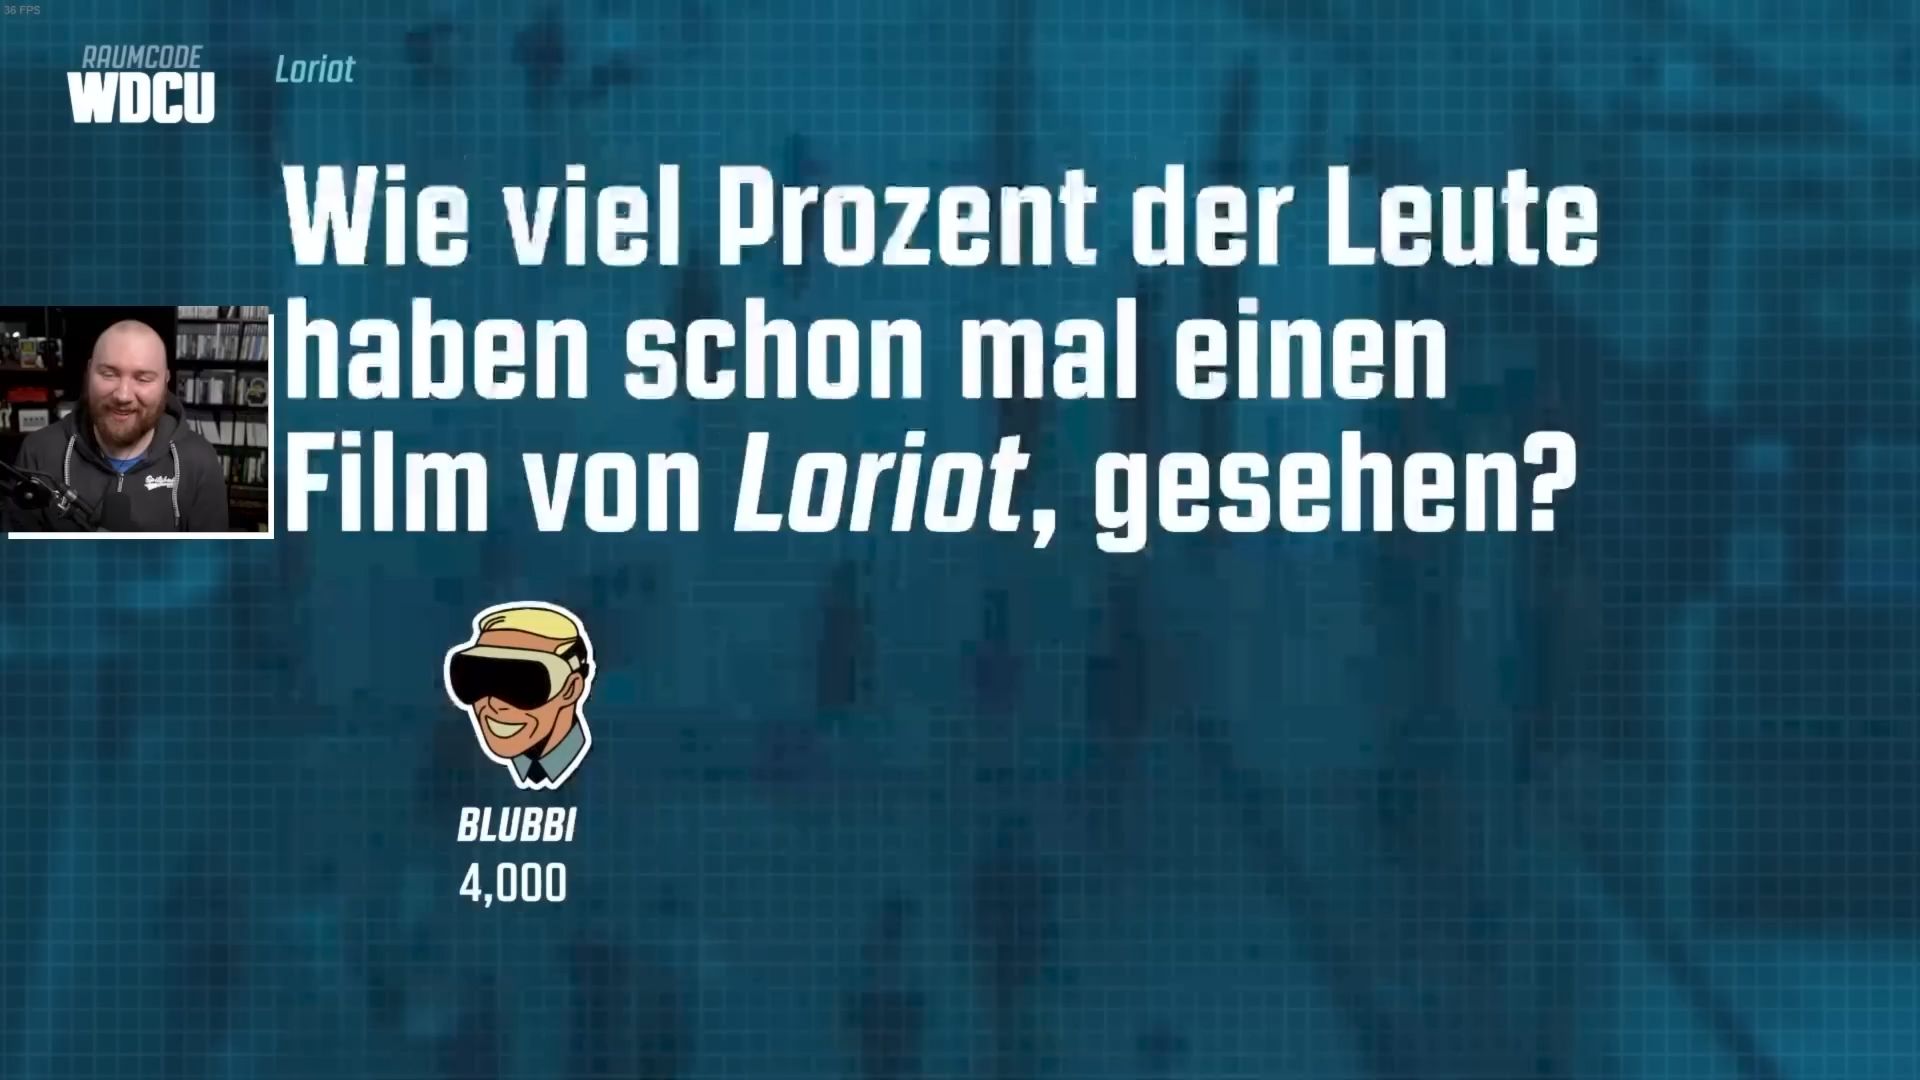 36 FPS
RAUMCODE
WDCU
Loriot
Wie viel Prozent der Leute
haben schon mal einen
Film von Loriot, gesehen?
BLUBBI
4,000